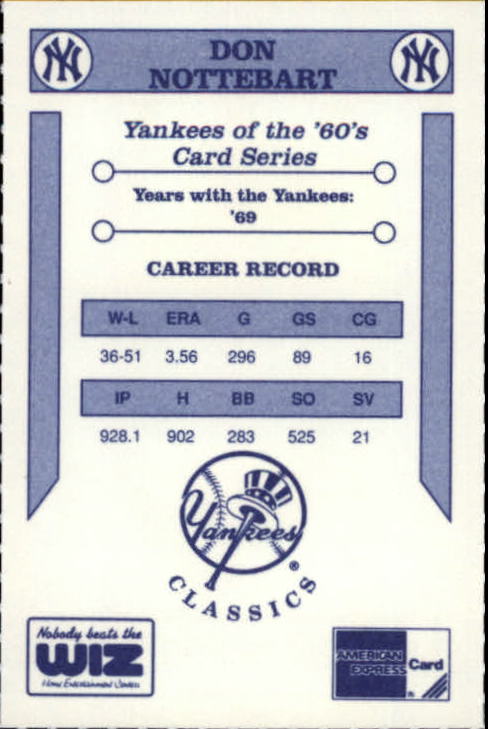 DON
NOTTEBART
Yankees of the '60's
Card Series
Years with the Yankees:
'69
CAREER RECORD
W-L ERA G GS CG
36-51 3.56 296 89 16
IP H BB SO SV
928.1 902 283 525 21
Yankees
CLASSICS®
Nobody beats the
WIZ
Home Entertainment Centers
AMERICAN
EXPRESS
®
Card